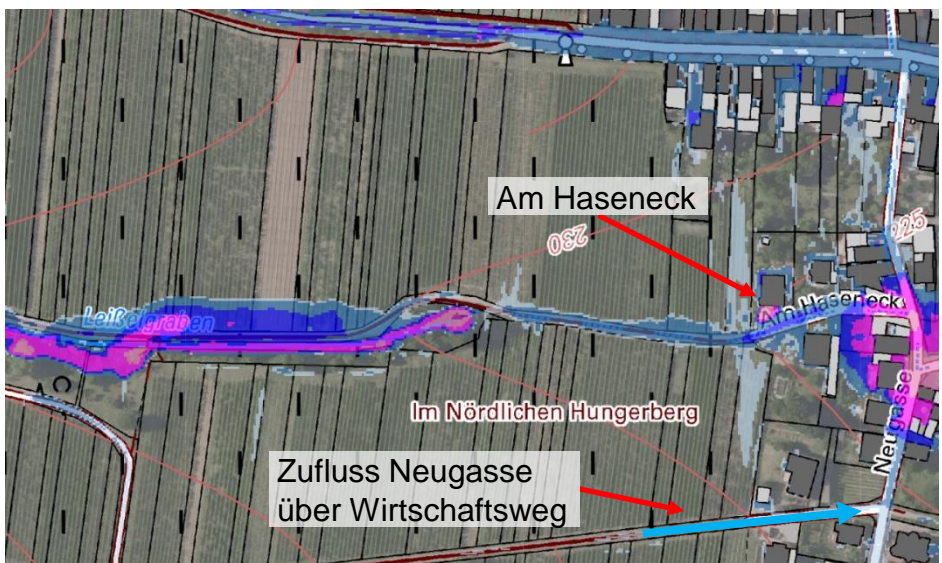 Am Haseneck
230
225
Leißelgraben
Am Haseneck
Neugasse
Im Nördlichen Hungerberg
Zufluss Neugasse
über Wirtschaftsweg